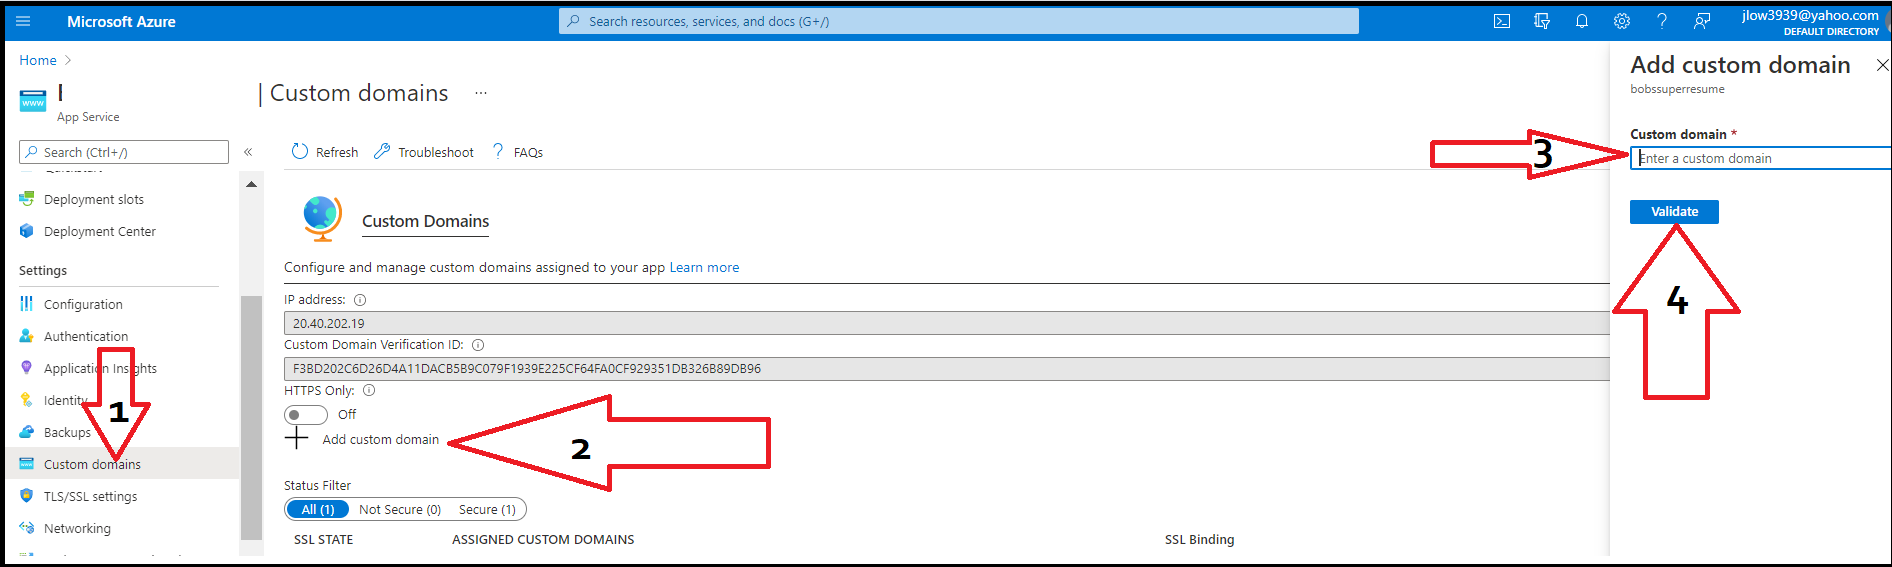 Microsoft Azure
Search resources, services, and docs (G+/)
jlow3939@yahoo.com
DEFAULT DIRECTORY
Home
App Service
| Custom domains ...
Add custom domain
bobssuperresume
Search (Ctrl+/)
«
Refresh
Troubleshoot
FAQs
Custom domain *
Enter a custom domain
3
Validate
4
Quickstart
Deployment slots
Deployment Center
Settings
Configuration
Authentication
Application Insights
Identity
Backups
Custom domains
TLS/SSL settings
Networking
1
Custom Domains
Configure and manage custom domains assigned to your app Learn more
IP address:
20.40.202.19
Custom Domain Verification ID:
F3BD202C6D26D4A11DACB5B9C079F1939E225CF64FA0CF929351DB326B89DB96
HTTPS Only:
Off
Add custom domain
2
Status Filter
All (1) Not Secure (0) Secure (1)
SSL STATE ASSIGNED CUSTOM DOMAINS SSL Binding